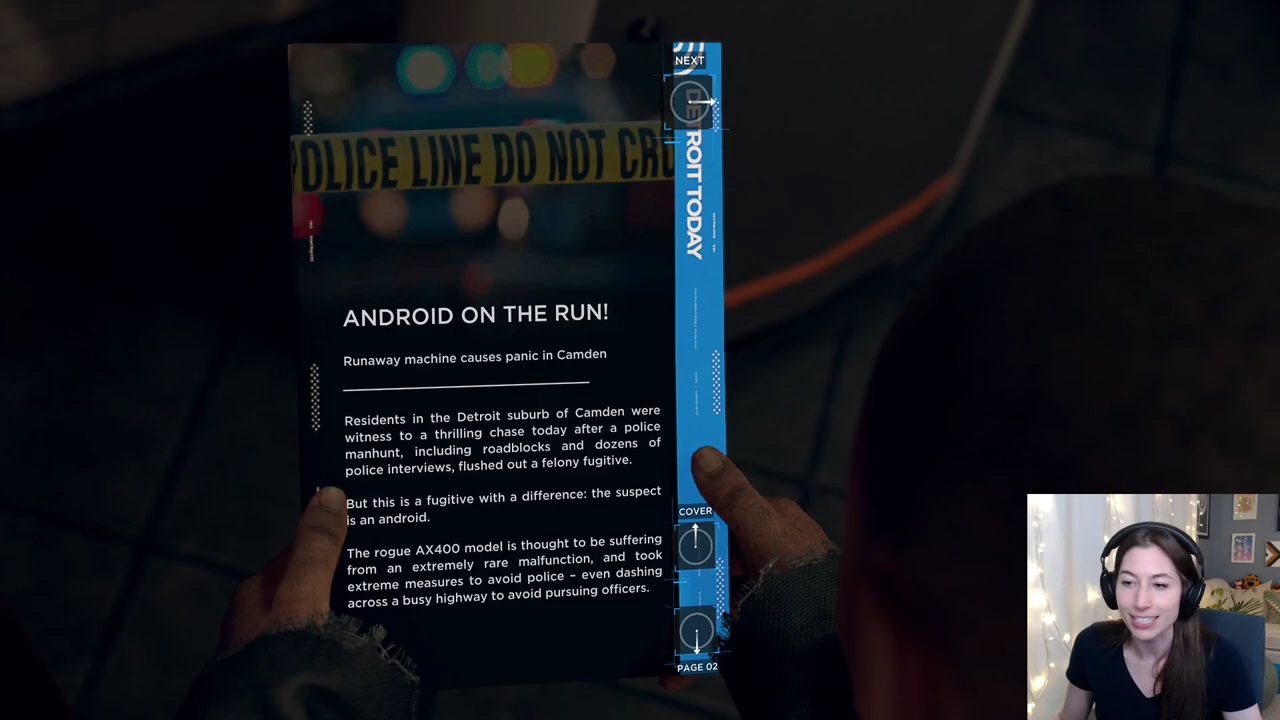 NEXT
POLICE LINE DO NOT CRO
DETROIT TODAY
ANDROID ON THE RUN!
Runaway machine causes panic in Camden
Residents in the Detroit suburb of Camden were
witness to a thrilling chase today after a police
manhunt, including roadblocks and dozens of
police interviews, flushed out a felony fugitive.
But this is a fugitive with a difference: the suspect
is an android.
The rogue AX400 model is thought to be suffering
from an extremely rare malfunction, and took
extreme measures to avoid police – even dashing
across a busy highway to avoid pursuing officers.
COVER
PAGE 02